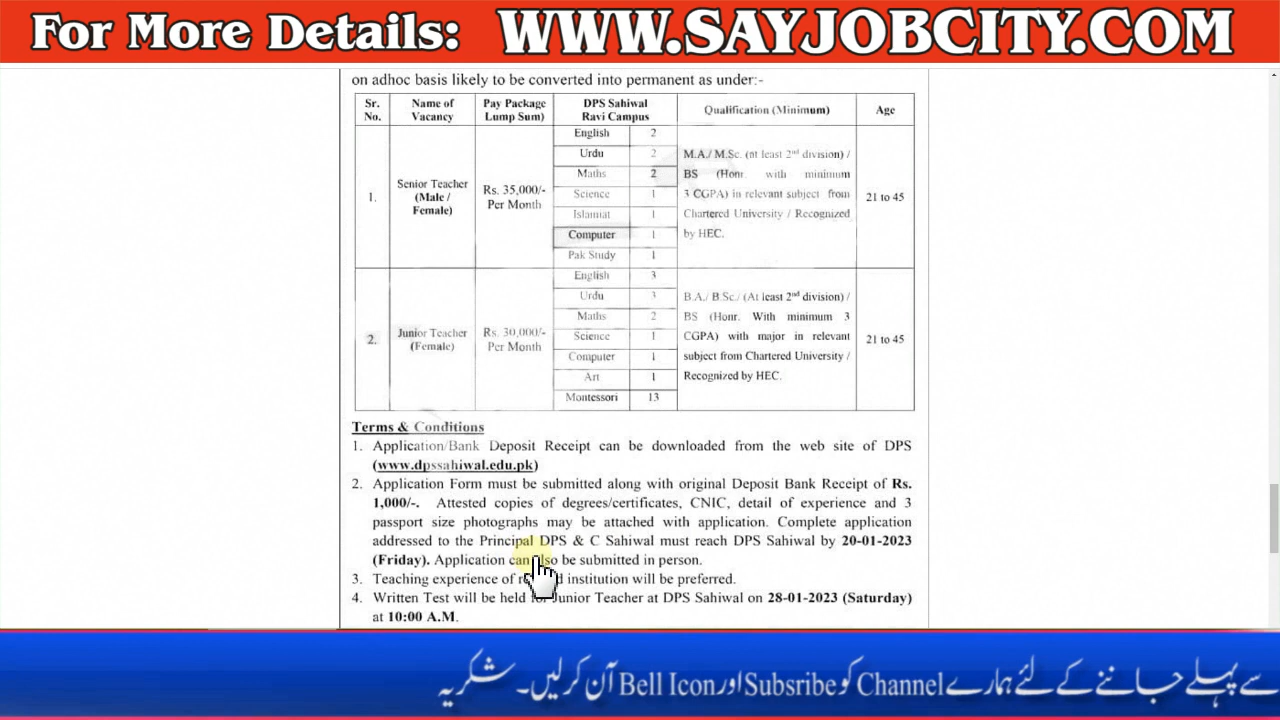 For More Details: WWW.SAYJOBCITY.COM
on adhoc basis likely to be converted into permanent as under:-
Sr. No. | Name of Vacancy | Pay Package Lump Sum) | DPS Sahiwal Ravi Campus | Qualification (Minimum) | Age
1. | Senior Teacher (Male / Female) | Rs. 35,000/- Per Month | English 2 | M.A./ M.Sc. (at least 2nd division) / BS (Honr. with minimum 3 CGPA) in relevant subject from Chartered University / Recognized by HEC. | 21 to 45
Urdu 2
Maths 2
Science 1
Islamiat 1
Computer 1
Pak Study 1
2. | Junior Teacher (Female) | Rs. 30,000/- Per Month | English 3 | B.A./ B.Sc./ (At least 2nd division) / BS (Honr. With minimum 3 CGPA) with major in relevant subject from Chartered University / Recognized by HEC. | 21 to 45
Urdu 3
Maths 2
Science 1
Computer 1
Art 1
Montessori 13
Terms & Conditions
1. Application/Bank Deposit Receipt can be downloaded from the web site of DPS
(www.dpssahiwal.edu.pk)
2. Application Form must be submitted along with original Deposit Bank Receipt of Rs.
1,000/-. Attested copies of degrees/certificates, CNIC, detail of experience and 3
passport size photographs may be attached with application. Complete application
addressed to the Principal DPS & C Sahiwal must reach DPS Sahiwal by 20-01-2023
(Friday). Application can also be submitted in person.
3. Teaching experience of institution will be preferred.
4. Written Test will be held for Junior Teacher at DPS Sahiwal on 28-01-2023 (Saturday)
at 10:00 A.M.
سے پہلے جاننے کے لئے ہمارے Channel کو Subsribe اور Bell Icon آن کرلیں۔ شکریہ